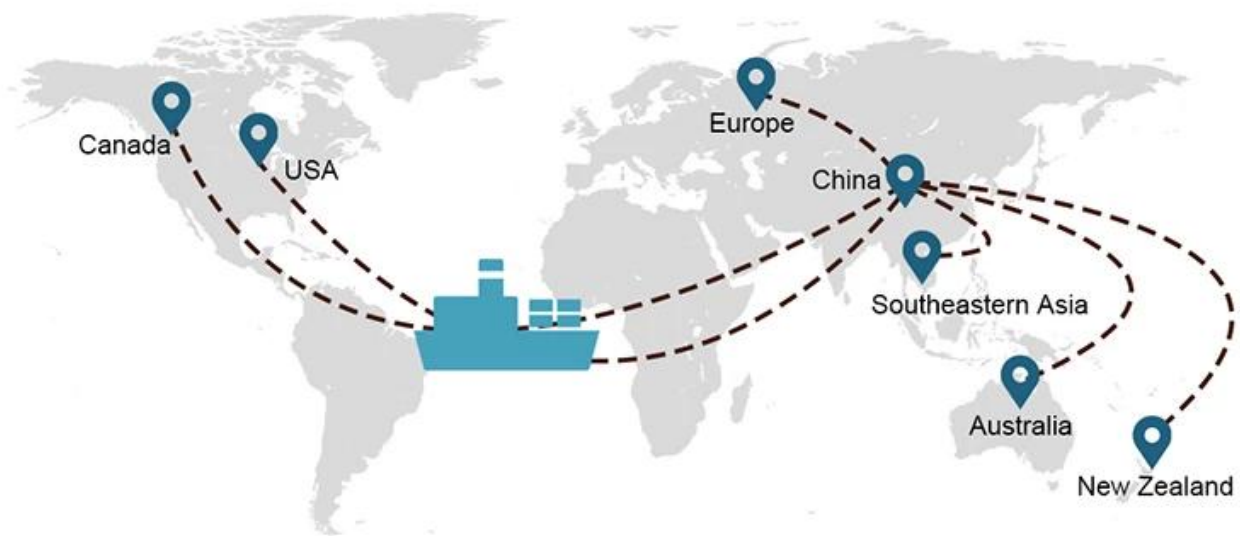 Canada
USA
Europe
China
Southeastern Asia
Australia
New Zealand